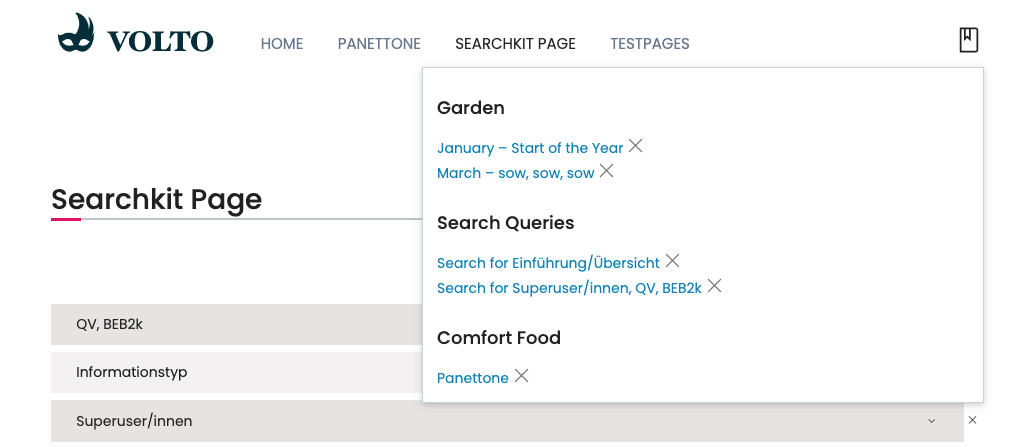 VOLTO
HOME PANETTONE SEARCHKIT PAGE TESTPAGES
Garden
January – Start of the Year
March – sow, sow, sow
Searchkit Page
Search Queries
Search for Einführung/Übersicht
Search for Superuser/innen, QV, BEB2k
QV, BEB2k
Comfort Food
Informationstyp
Panettone
Superuser/innen